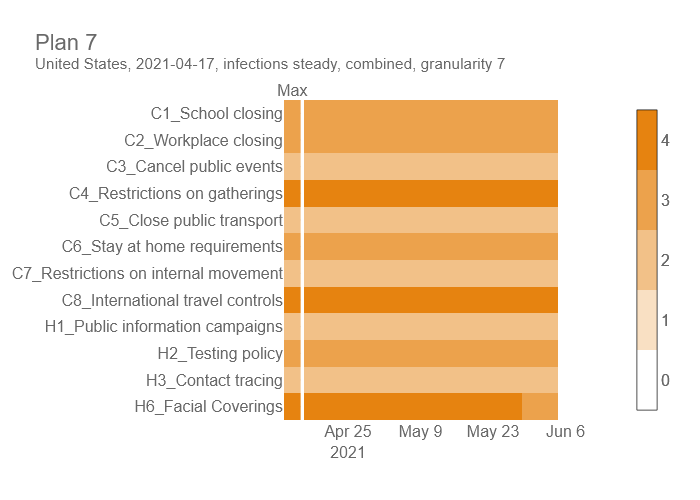 Plan 7
United States, 2021-04-17, infections steady, combined, granularity 7
Max
C1_School closing
C2_Workplace closing
C3_Cancel public events
C4_Restrictions on gatherings
C5_Close public transport
C6_Stay at home requirements
C7_Restrictions on internal movement
C8_International travel controls
H1_Public information campaigns
H2_Testing policy
H3_Contact tracing
H6_Facial Coverings
Apr 25 May 9 May 23 Jun 6
2021
4
3
2
1
0